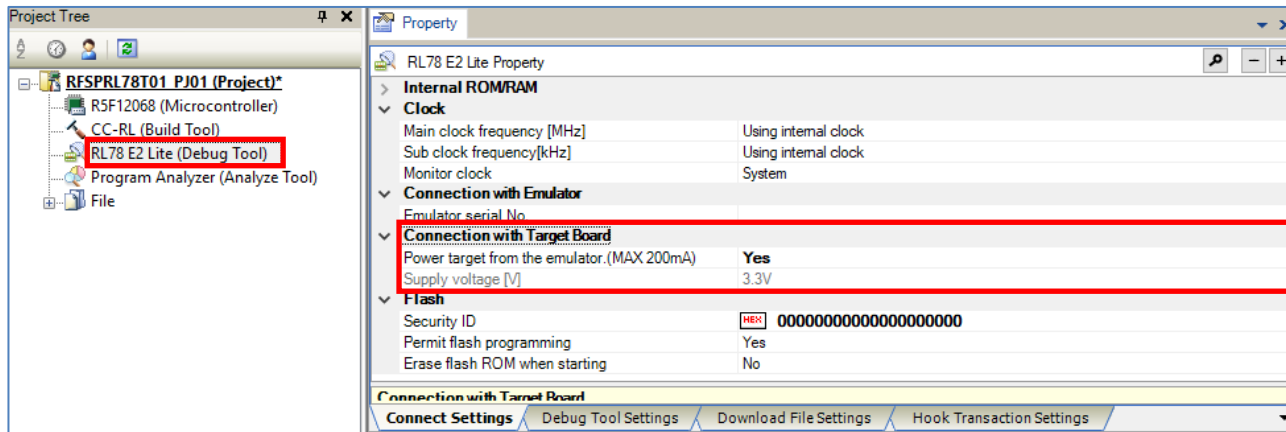 Project Tree
RFSPRL78T01_PJ01 (Project)*
R5F12068 (Microcontroller)
CC-RL (Build Tool)
RL78 E2 Lite (Debug Tool)
Program Analyzer (Analyze Tool)
File
Property
RL78 E2 Lite Property
Internal ROM/RAM
Clock
Main clock frequency [MHz] Using internal clock
Sub clock frequency[kHz] Using internal clock
Monitor clock System
Connection with Emulator
Emulator serial No.
Connection with Target Board
Power target from the emulator.(MAX 200mA) Yes
Supply voltage [V] 3.3V
Flash
Security ID HEX 00000000000000000000
Permit flash programming Yes
Erase flash ROM when starting No
Connection with Target Board
Connect Settings Debug Tool Settings Download File Settings Hook Transaction Settings